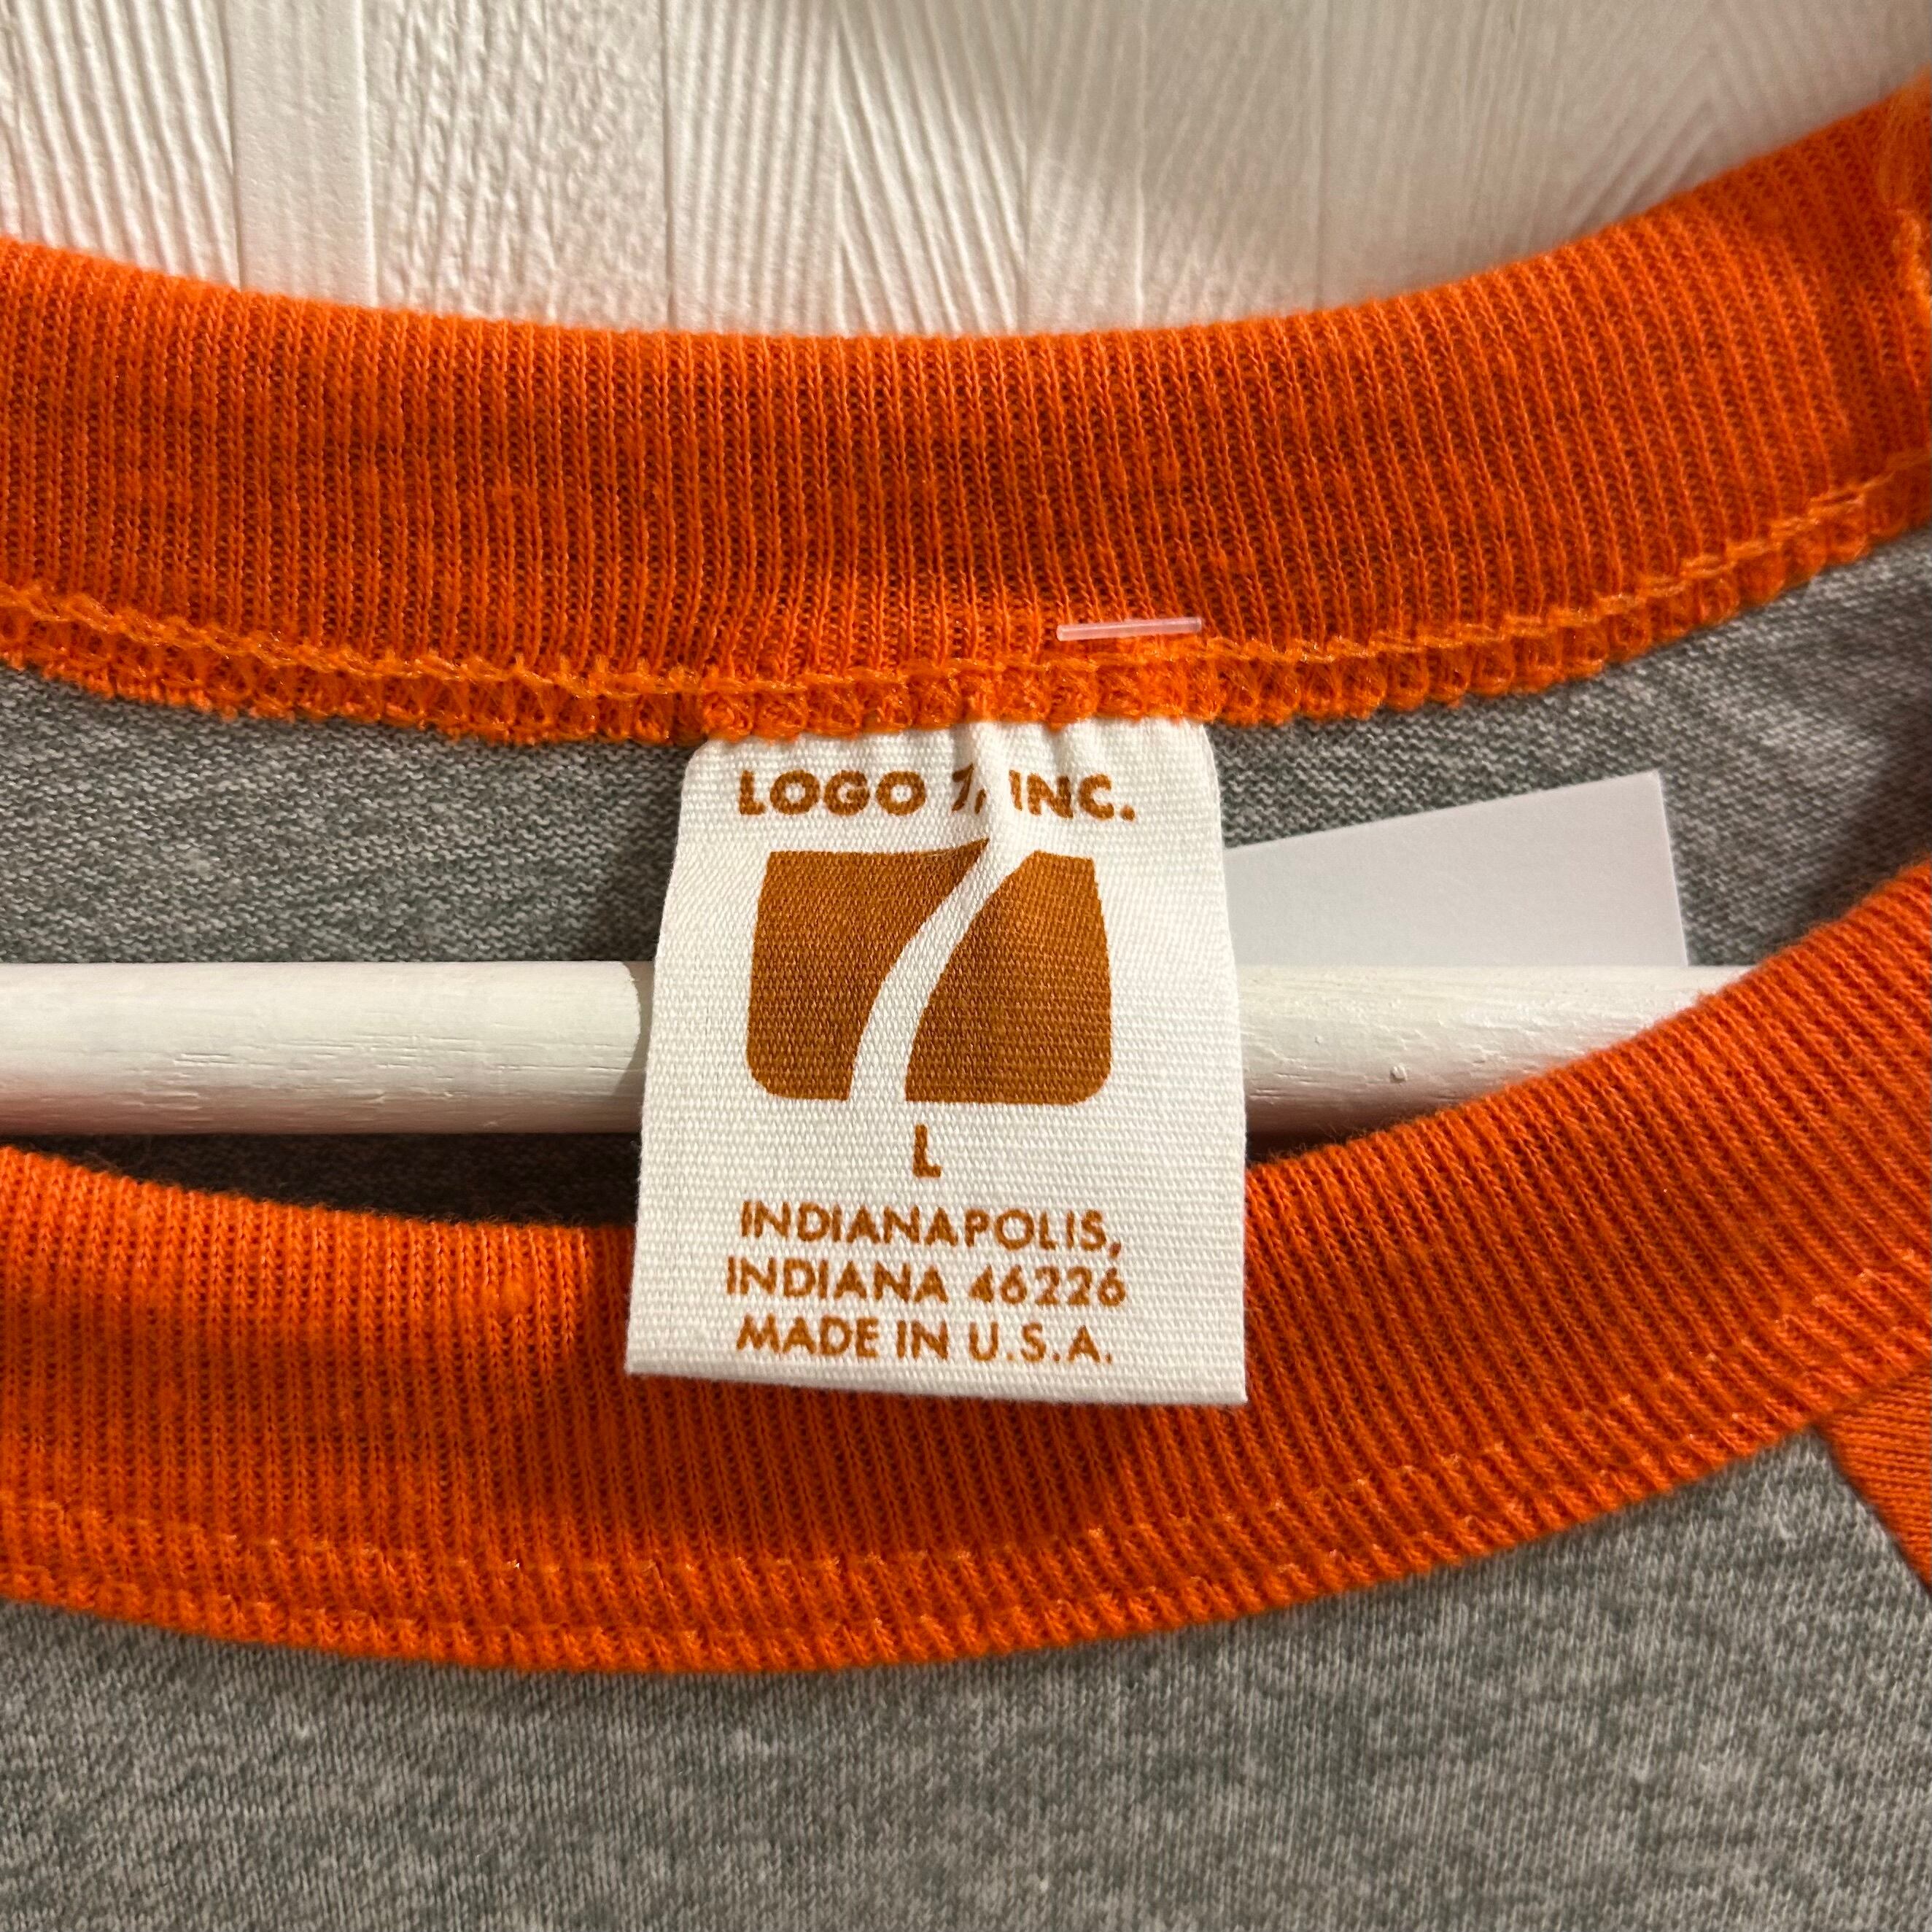 LOGO 7, INC.
7
L
INDIANAPOLIS,
INDIANA 46226
MADE IN U.S.A.